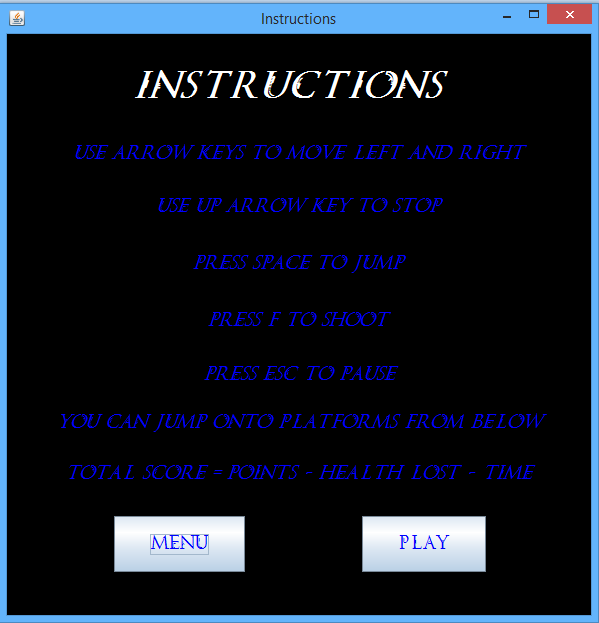 Instructions
INSTRUCTIONS
USE ARROW KEYS TO MOVE LEFT AND RIGHT
USE UP ARROW KEY TO STOP
PRESS SPACE TO JUMP
PRESS F TO SHOOT
PRESS ESC TO PAUSE
YOU CAN JUMP ONTO PLATFORMS FROM BELOW
TOTAL SCORE = POINTS - HEALTH LOST - TIME
MENU
PLAY